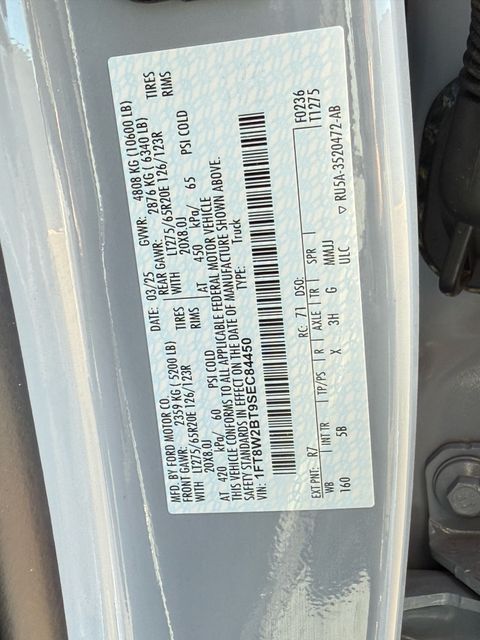 MFD. BY FORD MOTOR CO.
DATE: 03/25 GVWR: 4808 KG (10600 LB)
FRONT GAWR: 2359 KG ( 5200 LB) REAR GAWR: 2876 KG ( 6340 LB)
WITH LT275/65R20E 126/123R TIRES WITH LT275/65R20E 126/123R TIRES
20X8.0J RIMS 20X8.0J RIMS
AT 420 kPa/ 60 PSI COLD AT 450 kPa/ 65 PSI COLD
THIS VEHICLE CONFORMS TO ALL APPLICABLE FEDERAL MOTOR VEHICLE
SAFETY STANDARDS IN EFFECT ON THE DATE OF MANUFACTURE SHOWN ABOVE.
VIN: 1FT8W2BT9SEC84450 TYPE: Truck
F0236
T1275
EXT PNT: R7 RC: 71 DSO:
WB INT TR TP/PS R AXLE TR SPR
160 5B X 3H G MMUJ
ULC
▽ RU5A-3520472-AB